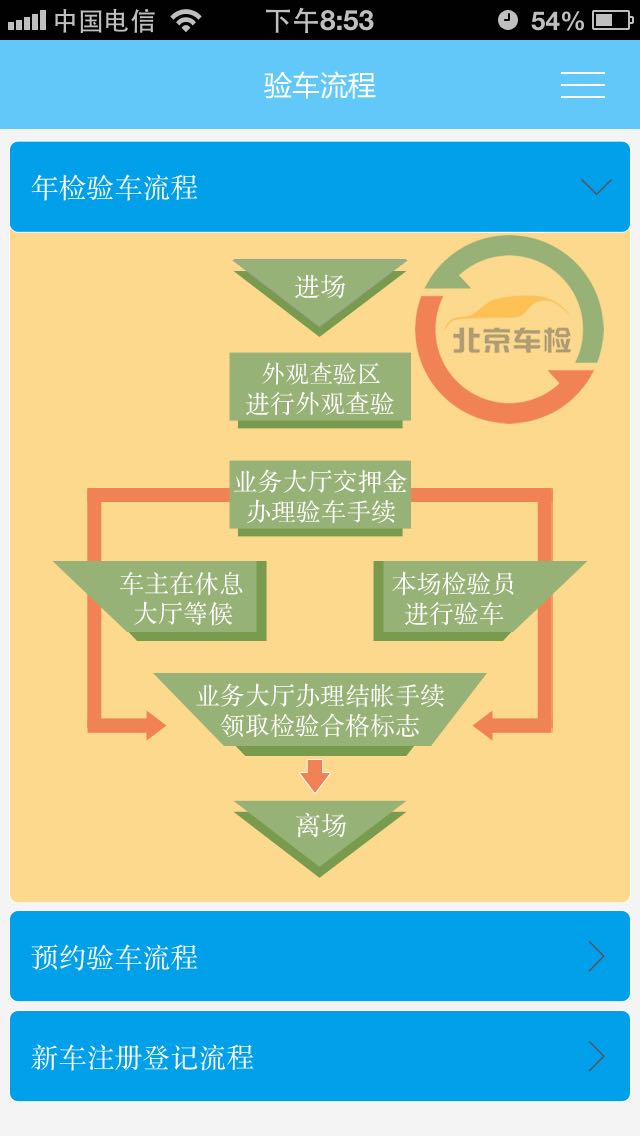 中国电信 下午8:53 54%
验车流程
年检验车流程
进场
北京车检
外观查验区
进行外观查验
业务大厅交押金
办理验车手续
车主在休息
大厅等候
本场检验员
进行验车
业务大厅办理结帐手续
领取检验合格标志
离场
预约验车流程
新车注册登记流程